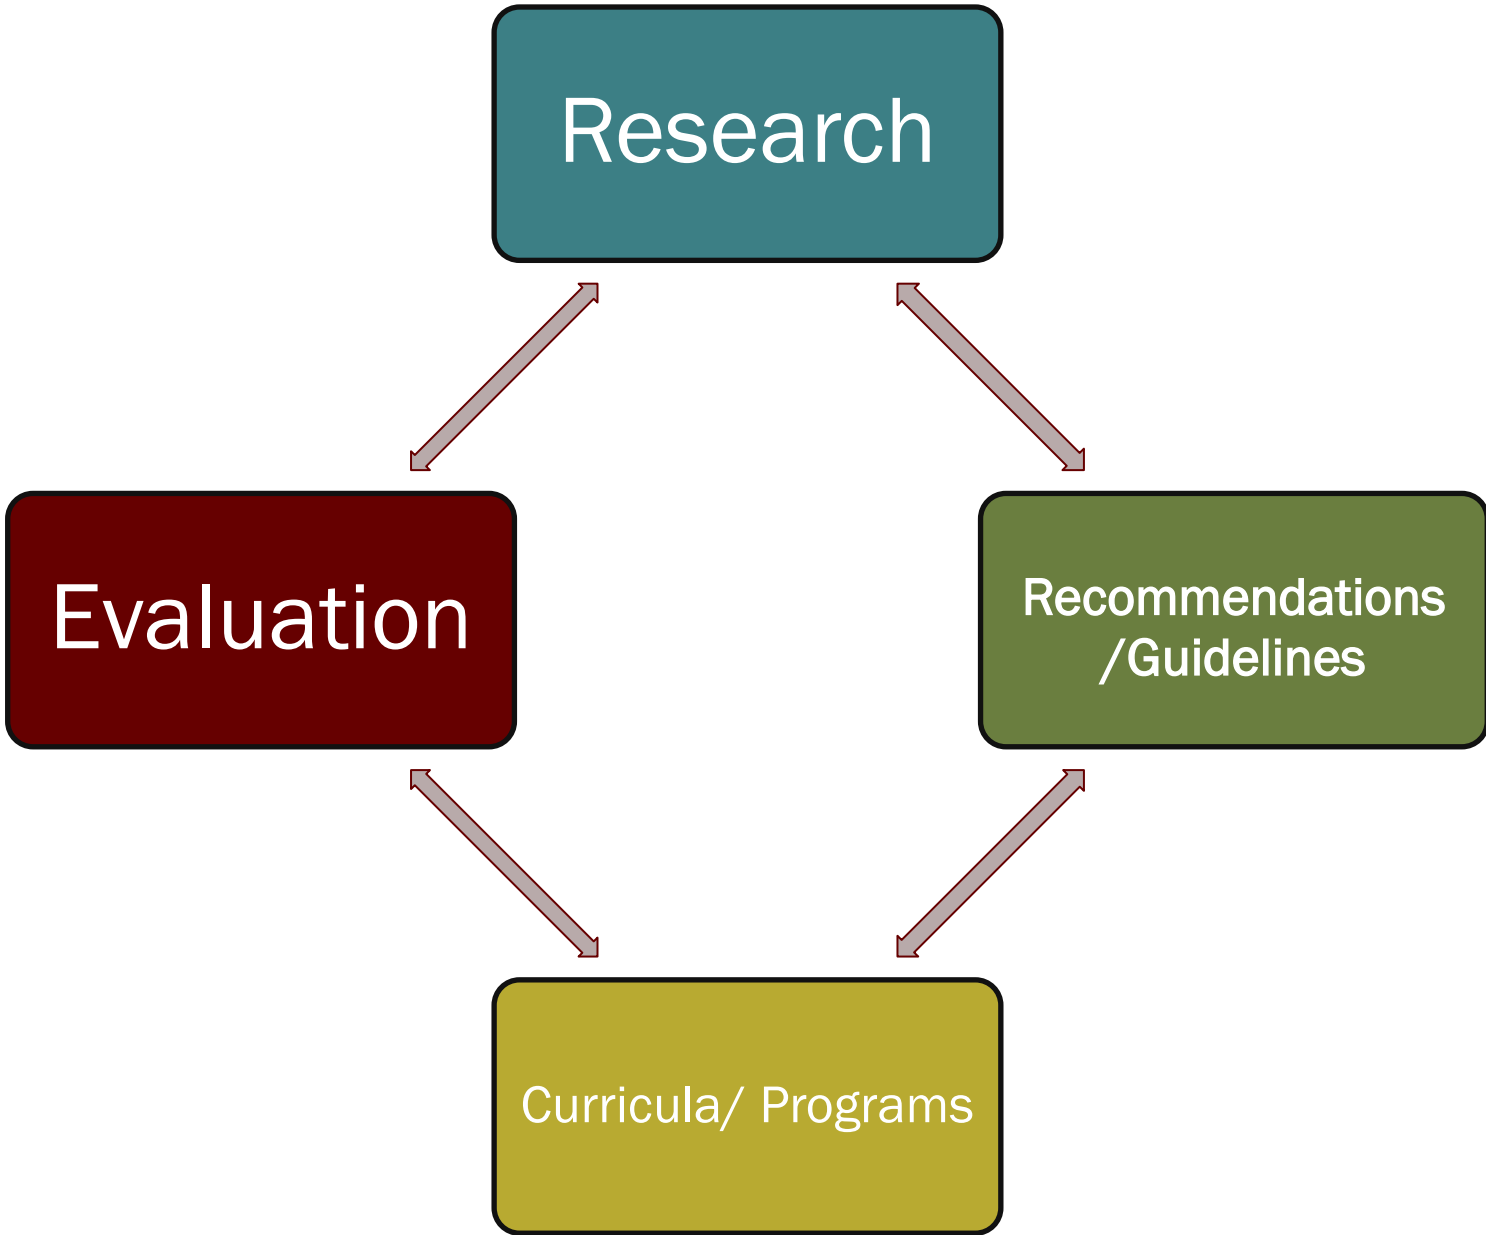 Research
Evaluation
Recommendations
/Guidelines
Curricula/ Programs